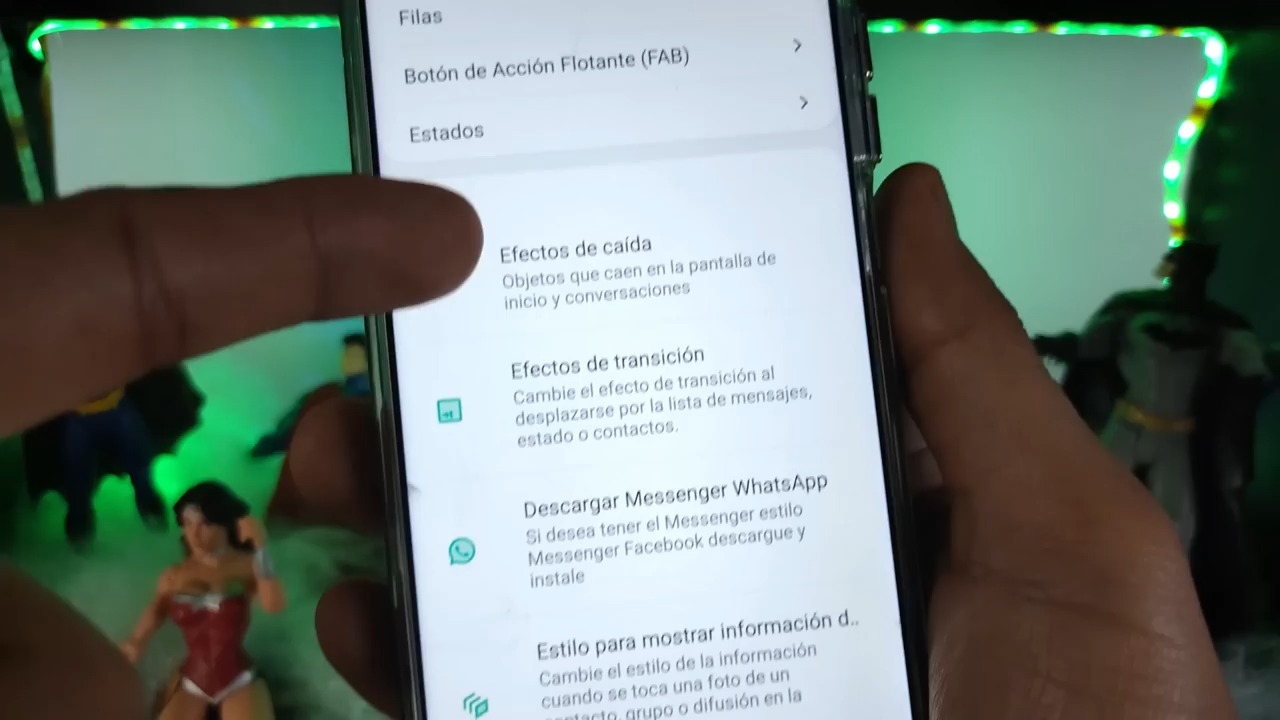 Filas
Botón de Acción Flotante (FAB)
Estados
Efectos de caída
Objetos que caen en la pantalla de
inicio y conversaciones
Efectos de transición
Cambie el efecto de transición al
desplazarse por la lista de mensajes,
estado o contactos.
Descargar Messenger WhatsApp
Si desea tener el Messenger estilo
Messenger Facebook descargue y
instale
Estilo para mostrar información d..
Cambie el estilo de la información
cuando se toca una foto de un
contacto, grupo o difusión en la